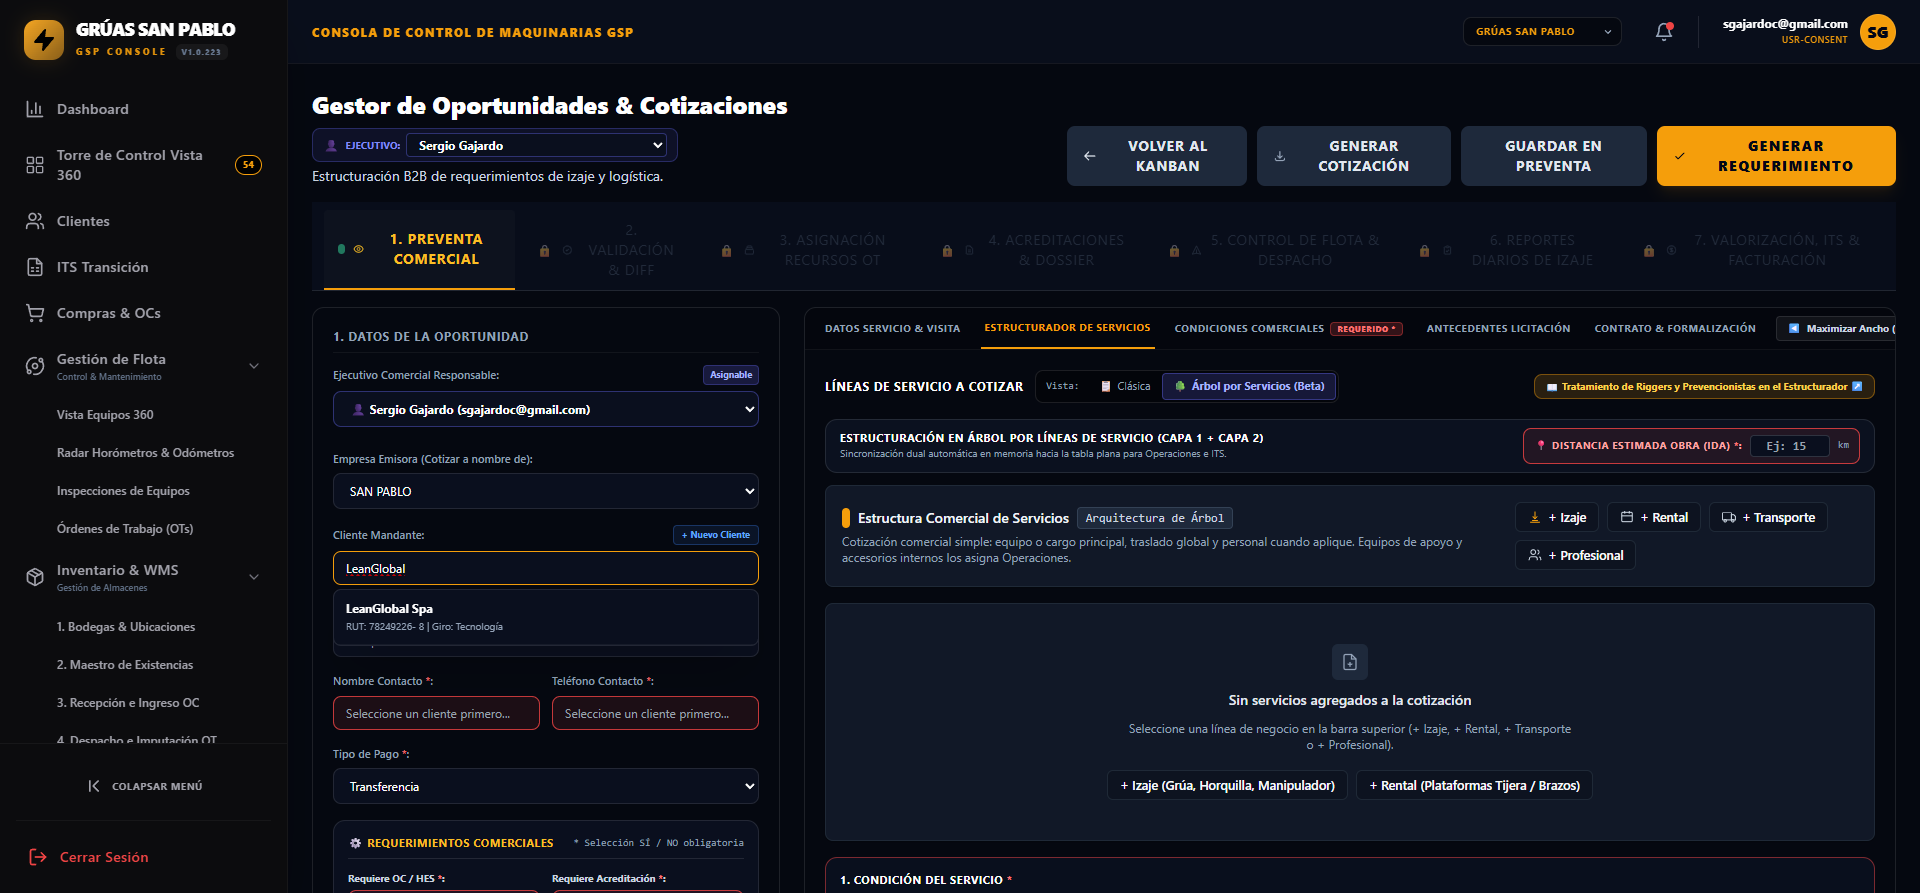 GRÚAS SAN PABLO
GSP CONSOLE V1.0.223
Dashboard
Torre de Control Vista 360
54
Clientes
ITS Transición
Compras & OCs
Gestión de Flota
Control & Mantenimiento
Vista Equipos 360
Radar Horómetros & Odómetros
Inspecciones de Equipos
Órdenes de Trabajo (OTs)
Inventario & WMS
Gestión de Almacenes
1. Bodegas & Ubicaciones
2. Maestro de Existencias
3. Recepción e Ingreso OC
4. Despacho e Imputación OT
COLAPSAR MENÚ
Cerrar Sesión
CONSOLA DE CONTROL DE MAQUINARIAS GSP
GRÚAS SAN PABLO
sgajardoc@gmail.com
USR-CONSENT
SG
Gestor de Oportunidades & Cotizaciones
EJECUTIVO: Sergio Gajardo
Estructuración B2B de requerimientos de izaje y logística.
VOLVER AL KANBAN
GENERAR COTIZACIÓN
GUARDAR EN PREVENTA
GENERAR REQUERIMIENTO
1. PREVENTA COMERCIAL
2. VALIDACIÓN & DIFF
3. ASIGNACIÓN RECURSOS OT
4. ACREDITACIONES & DOSSIER
5. CONTROL DE FLOTA & DESPACHO
6. REPORTES DIARIOS DE IZAJE
7. VALORIZACIÓN. ITS & FACTURACIÓN
1. DATOS DE LA OPORTUNIDAD
Ejecutivo Comercial Responsable:
Asignable
Sergio Gajardo (sgajardoc@gmail.com)
Empresa Emisora (Cotizar a nombre de):
SAN PABLO
Cliente Mandante:
+ Nuevo Cliente
LeanGlobal
LeanGlobal Spa
RUT: 78249226- 8 | Giro: Tecnología
Nombre Contacto *:
Teléfono Contacto *:
Seleccione un cliente primero...
Seleccione un cliente primero...
Tipo de Pago *:
Transferencia
REQUERIMIENTOS COMERCIALES
* Selección SÍ / NO obligatoria
Requiere OC / HES *:
Requiere Acreditación *:
DATOS SERVICIO & VISITA
ESTRUCTURADOR DE SERVICIOS
CONDICIONES COMERCIALES REQUERIDO *
ANTECEDENTES LICITACIÓN
CONTRATO & FORMALIZACIÓN
Maximizar Ancho (
LÍNEAS DE SERVICIO A COTIZAR
Vista:
Clásica
Árbol por Servicios (Beta)
Tratamiento de Riggers y Prevencionistas en el Estructurador
ESTRUCTURACIÓN EN ÁRBOL POR LÍNEAS DE SERVICIO (CAPA 1 + CAPA 2)
Sincronización dual automática en memoria hacia la tabla plana para Operaciones e ITS.
DISTANCIA ESTIMADA OBRA (IDA) *: Ej: 15 km
Estructura Comercial de Servicios
Arquitectura de Árbol
Cotización comercial simple: equipo o cargo principal, traslado global y personal cuando aplique. Equipos de apoyo y
accesorios internos los asigna Operaciones.
+ Izaje
+ Rental
+ Transporte
+ Profesional
Sin servicios agregados a la cotización
Seleccione una línea de negocio en la barra superior (+ Izaje, + Rental, + Transporte
o + Profesional).
+ Izaje (Grúa, Horquilla, Manipulador)
+ Rental (Plataformas Tijera / Brazos)
1. CONDICIÓN DEL SERVICIO *